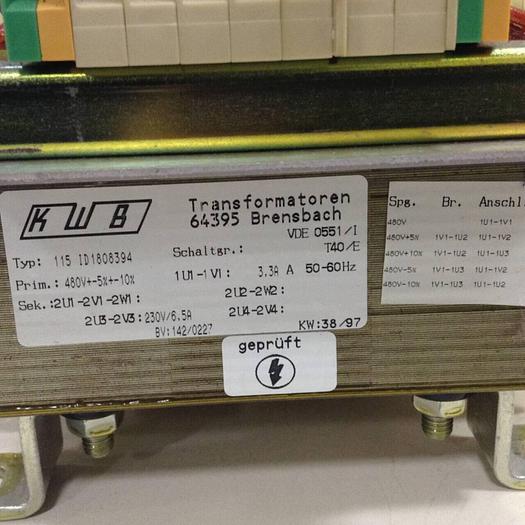 KWB
Transformatoren
64395 Brensbach
VDE 0551/I
Typ: 115 ID1808394
Schaltgr.: T40/E
Prim.: 480V+-5%+-10%
1U1-1V1: 3.3A A 50-60Hz
Sek.:2U1-2V1-2W1:
2U2-2W2:
2U3-2V3:230V/6.5A
2U4-2V4:
BV:142/0227
KW:38/97
geprüft
Spg. Br. Anschl.
480V 1U1-1V1
480V+5% 1V1-1U2 1U1-1V2
480V+10% 1V1-1U3 1U1-1V3
480V-5% 1V1-1U3 1U1-1V2
480V-10% 1V1-1U3 1U1-1U2